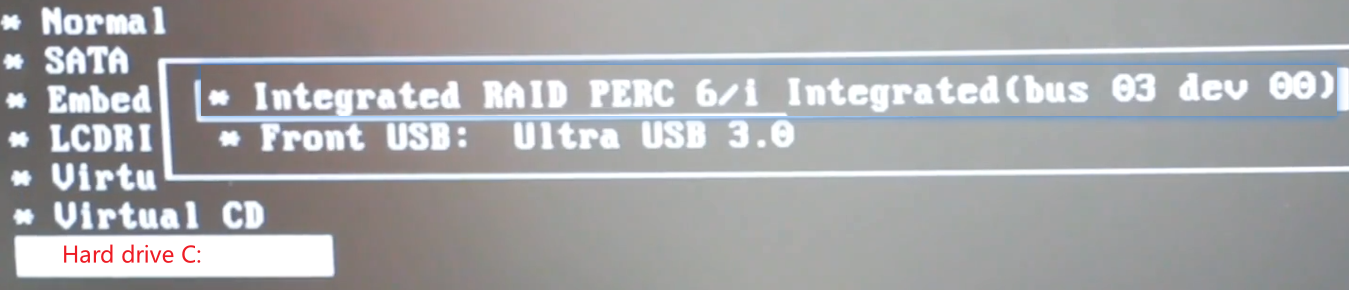 * Normal
* SATA
* Embed
* Integrated RAID PERC 6/i Integrated(bus 03 dev 00)
* LCDRI
* Front USB: Ultra USB 3.0
* Virtu
* Virtual CD
Hard drive C: